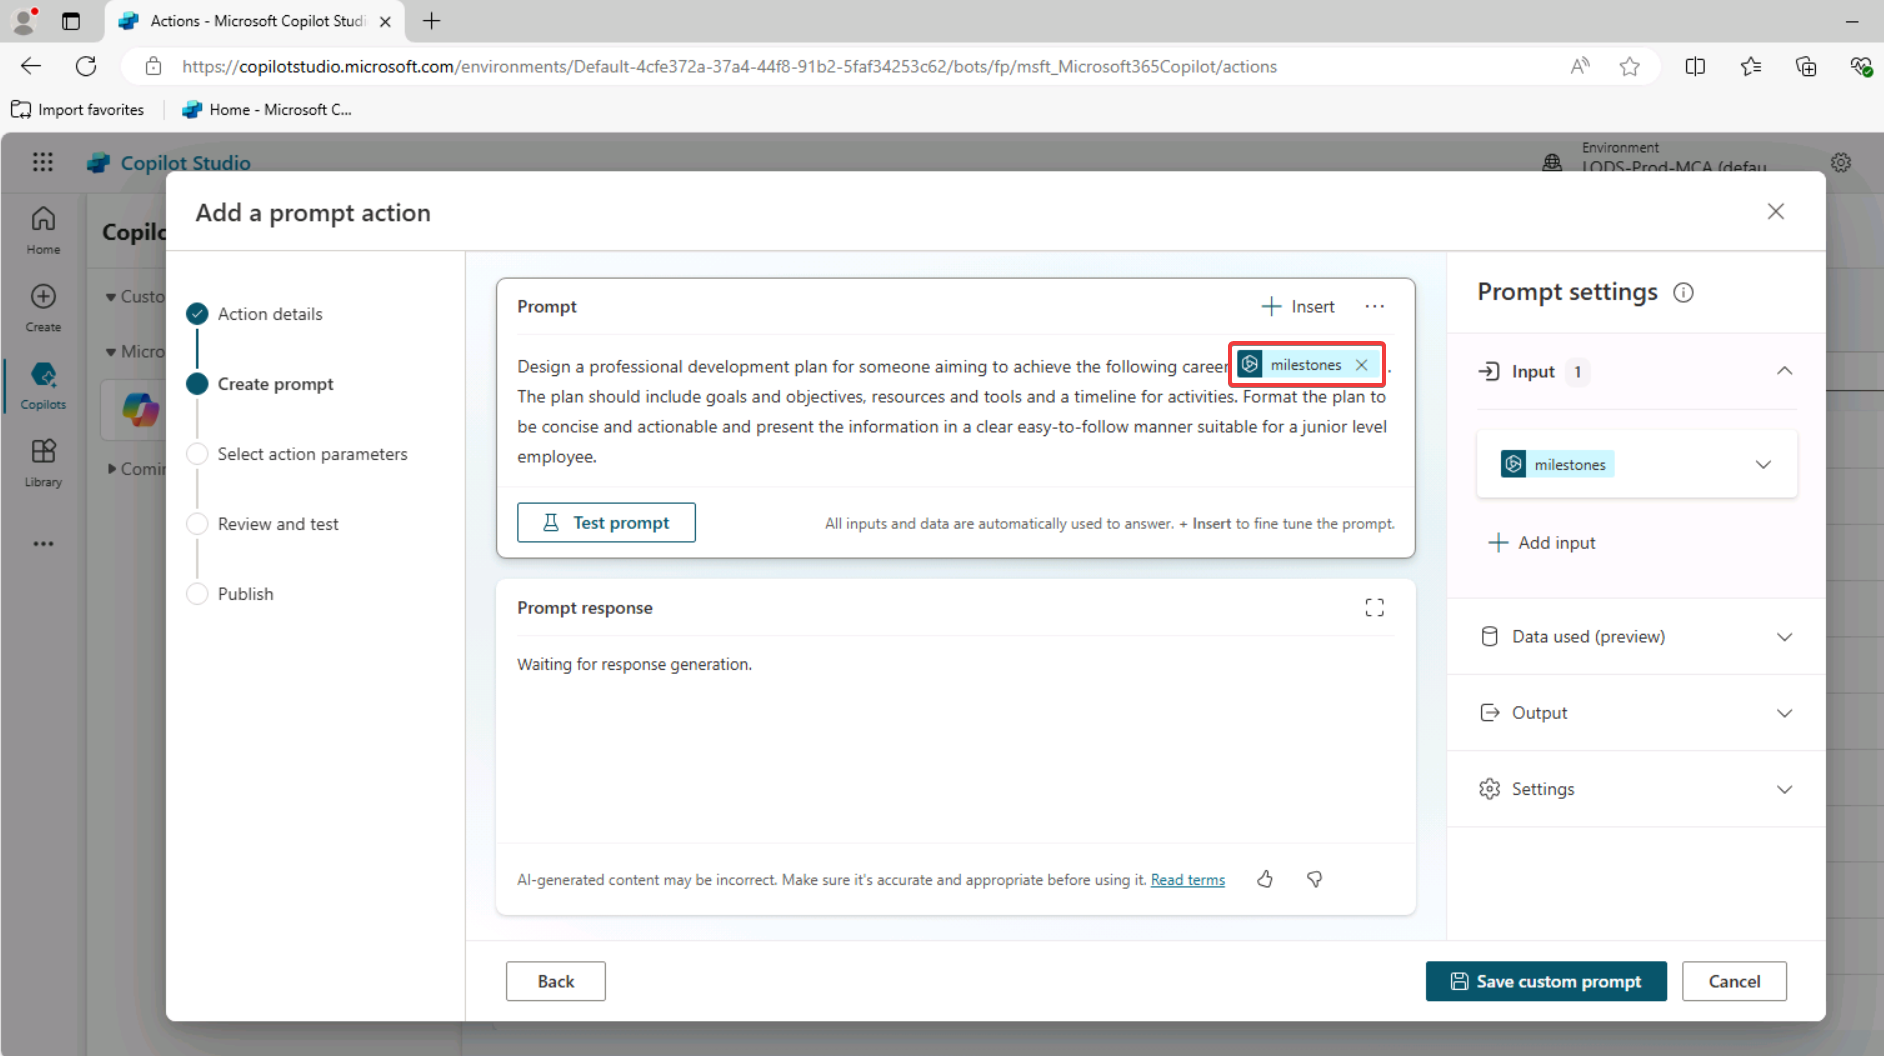 Actions - Microsoft Copilot Studi
https://copilotstudio.microsoft.com/environments/Default-4cfe372a-37a4-44f8-91b2-5faf34253c62/bots/fp/msft_Microsoft365Copilot/actions
Import favorites
Home - Microsoft C...
Copilot Studio
Environment
LODS-Prod-MCA (defau
Home
Create
Copilots
Library
Copilo
Custo
Micro
Comin
Add a prompt action
Action details
Create prompt
Select action parameters
Review and test
Publish
Prompt
Insert
Design a professional development plan for someone aiming to achieve the following career milestones .
The plan should include goals and objectives, resources and tools and a timeline for activities. Format the plan to
be concise and actionable and present the information in a clear easy-to-follow manner suitable for a junior level
employee.
Test prompt
All inputs and data are automatically used to answer. + Insert to fine tune the prompt.
Prompt response
Waiting for response generation.
AI-generated content may be incorrect. Make sure it's accurate and appropriate before using it. Read terms
Prompt settings
Input 1
milestones
Add input
Data used (preview)
Output
Settings
Back
Save custom prompt
Cancel